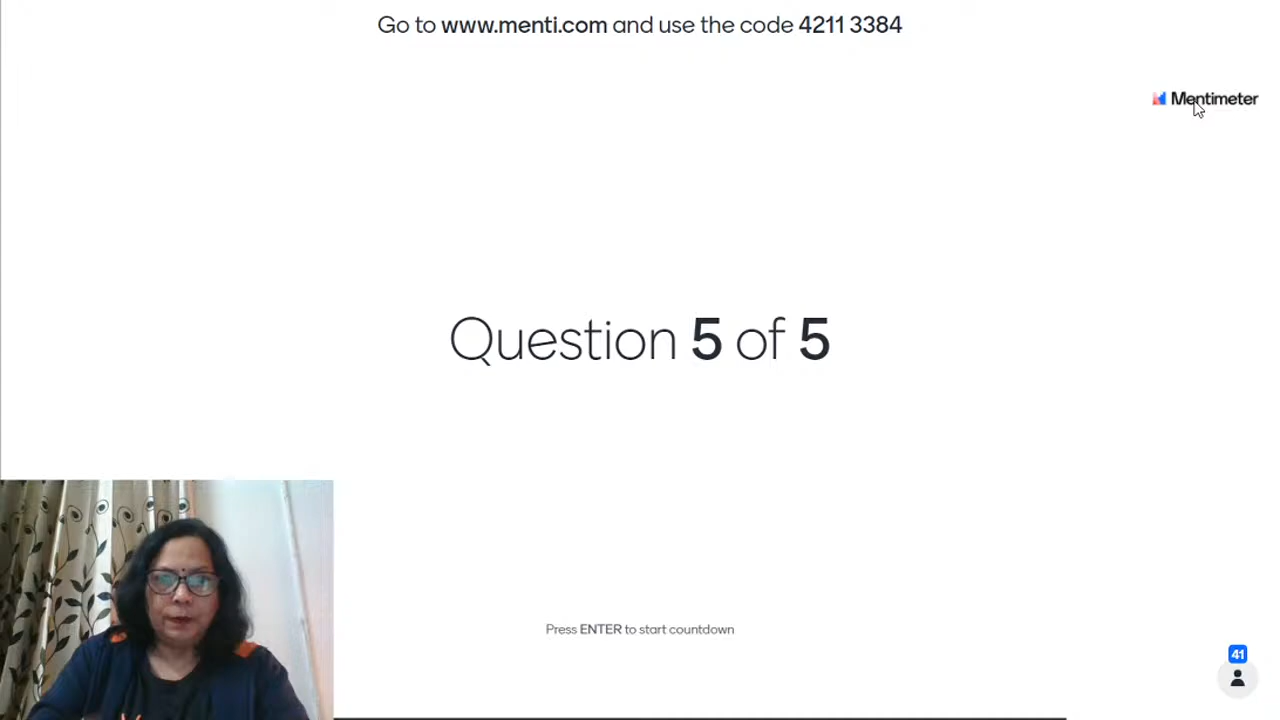 Go to www.menti.com and use the code 4211 3384
Mentimeter
Question 5 of 5
Press ENTER to start countdown
41